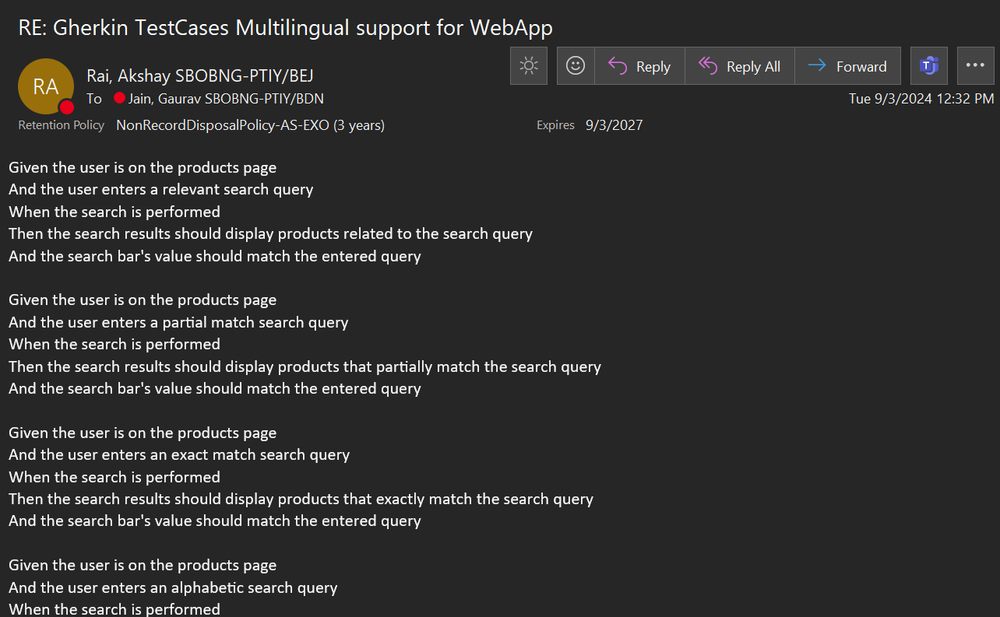 RE: Gherkin TestCases Multilingual support for WebApp
RA
Rai, Akshay SBOBNG-PTIY/BEJ
Reply
Reply All
Forward
To Jain, Gaurav SBOBNG-PTIY/BDN
Tue 9/3/2024 12:32 PM
Retention Policy NonRecordDisposalPolicy-AS-EXO (3 years)
Expires 9/3/2027
Given the user is on the products page
And the user enters a relevant search query
When the search is performed
Then the search results should display products related to the search query
And the search bar's value should match the entered query
Given the user is on the products page
And the user enters a partial match search query
When the search is performed
Then the search results should display products that partially match the search query
And the search bar's value should match the entered query
Given the user is on the products page
And the user enters an exact match search query
When the search is performed
Then the search results should display products that exactly match the search query
And the search bar's value should match the entered query
Given the user is on the products page
And the user enters an alphabetic search query
When the search is performed